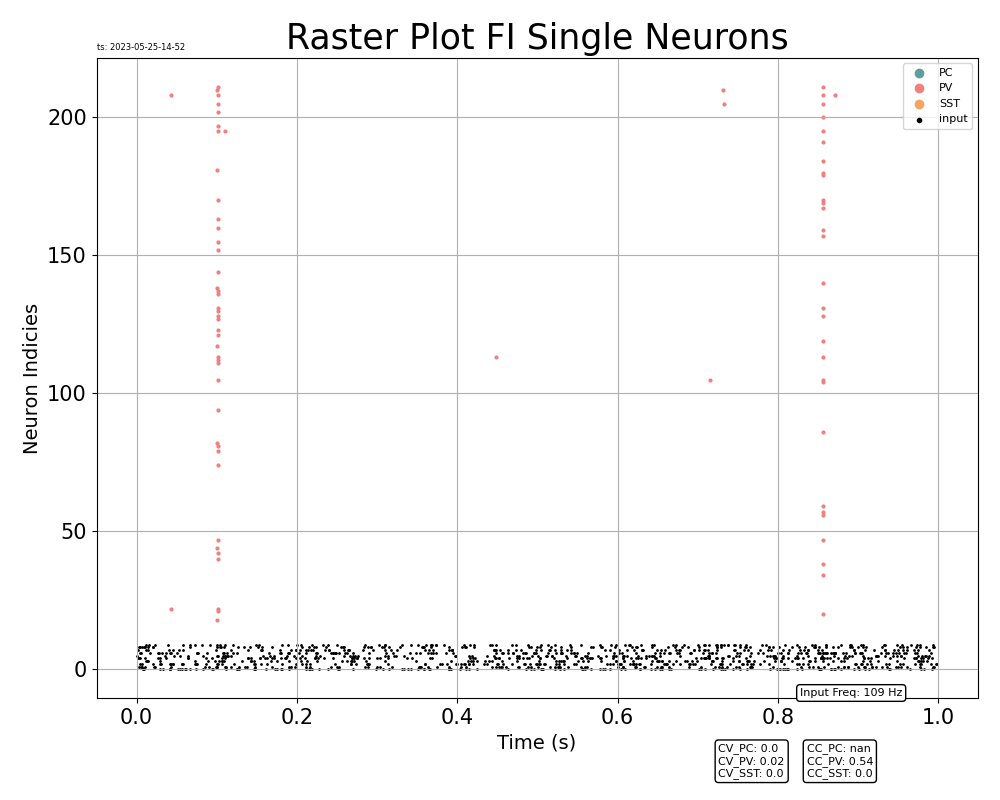 Raster Plot FI Single Neurons
ts: 2023-05-25-14-52
PC
PV
SST
input
Neuron Indicies
200
150
100
50
0
0.0 0.2 0.4 0.6 0.8 1.0
Input Freq: 109 Hz
Time (s)
CV_PC: 0.0
CV_PV: 0.02
CV_SST: 0.0
CC_PC: nan
CC_PV: 0.54
CC_SST: 0.0